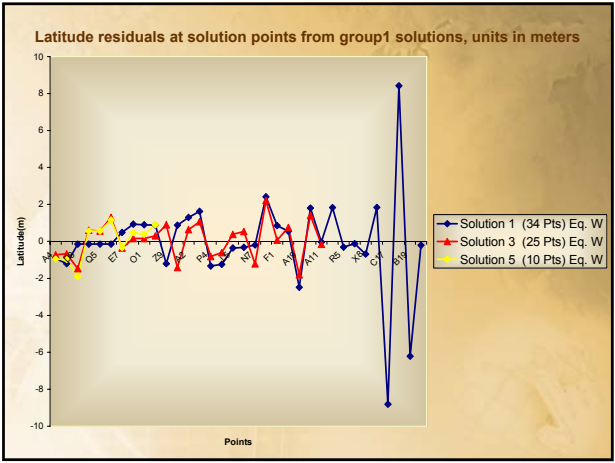 Latitude residuals at solution points from group1 solutions, units in meters
10
8
6
4
2
0
-2
-4
-6
-8
-10
Latitude(m)
Q5
E7
O1
Z9
A2
P4
N7
F1
A11
R5
X8
C17
B19
Points
Solution 1 (34 Pts) Eq. W
Solution 3 (25 Pts) Eq. W
Solution 5 (10 Pts) Eq. W